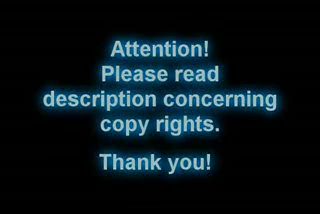 Attention!
Please read
description concerning
copy rights.
Thank you!